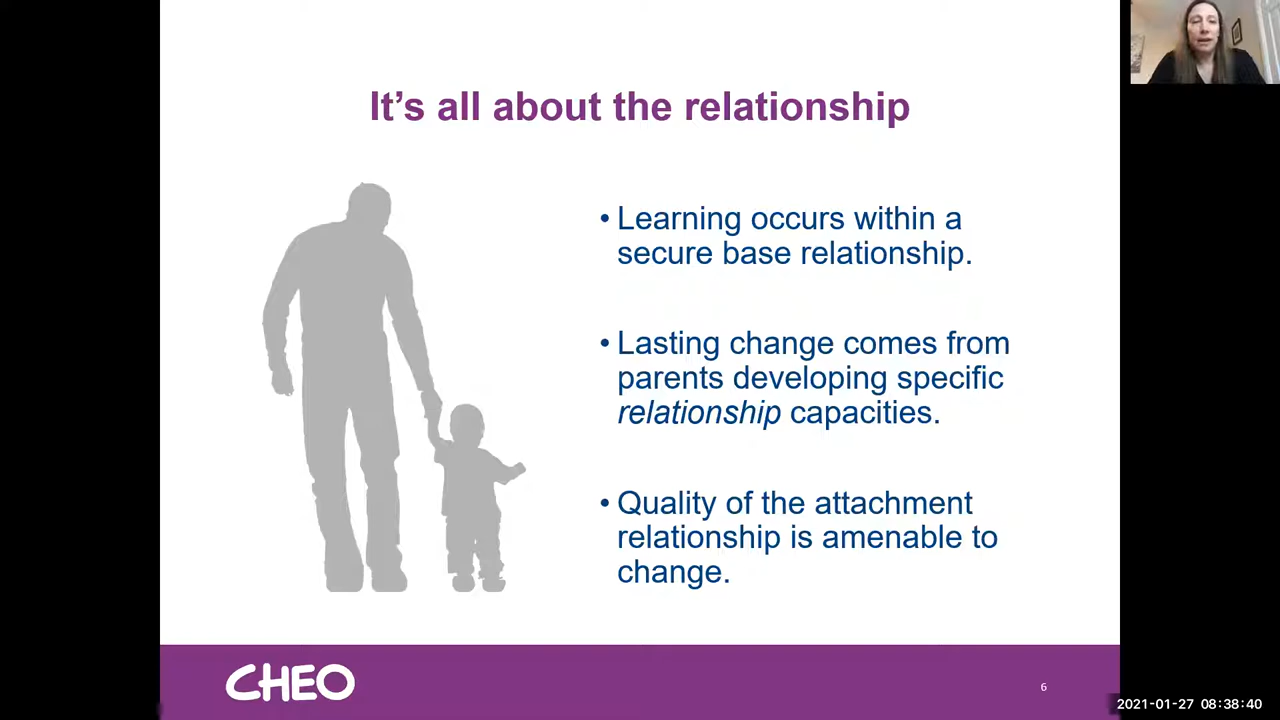 It’s all about the relationship
• Learning occurs within a
secure base relationship.
• Lasting change comes from
parents developing specific
relationship capacities.
• Quality of the attachment
relationship is amenable to
change.
CHEO
6
2021-01-27 08:38:40